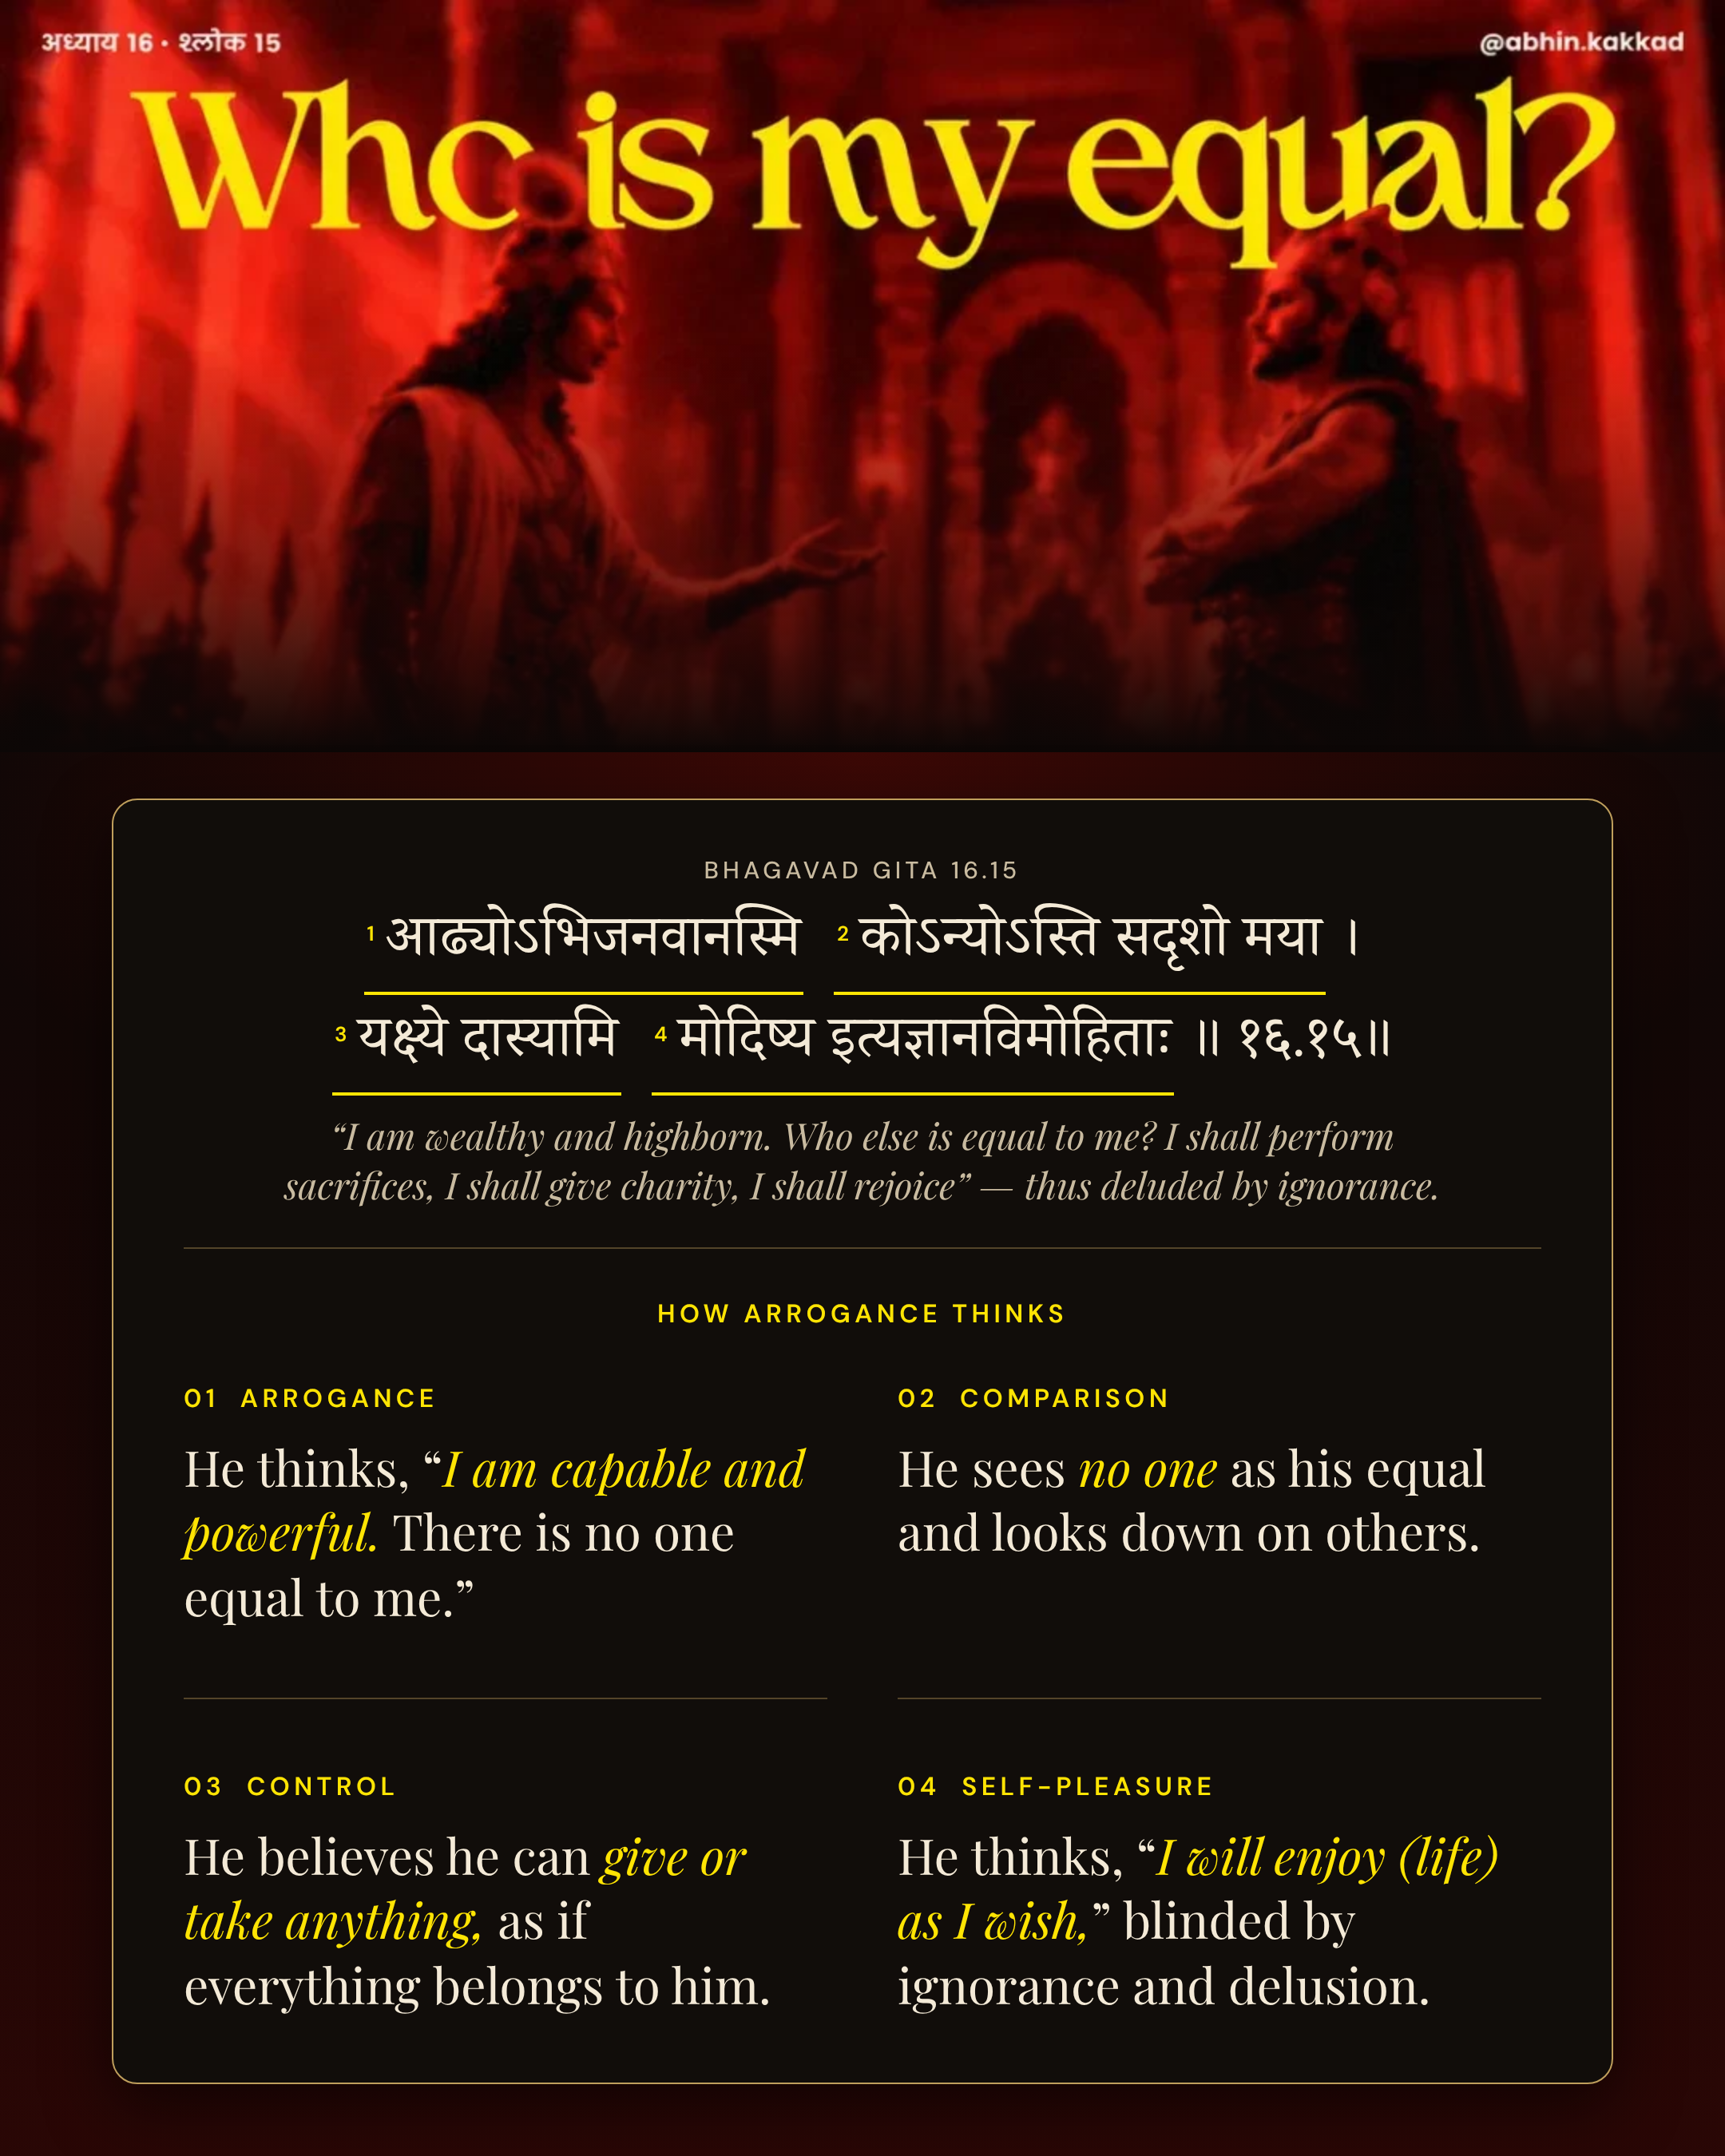 अध्याय 16 • श्लोक 15
@abhin.kakkad
Who is my equal?
BHAGAVAD GITA 16.15
1 आढ्योऽभिजनवानस्मि 2 कोऽन्योऽस्ति सदृशो मया ।
3 यक्ष्ये दास्यामि 4 मोदिष्य इत्यज्ञानविमोहिताः ॥ १६.१५॥
“I am wealthy and highborn. Who else is equal to me? I shall perform
sacrifices, I shall give charity, I shall rejoice” — thus deluded by ignorance.
HOW ARROGANCE THINKS
01 ARROGANCE
He thinks, “I am capable and
powerful. There is no one
equal to me.”
02 COMPARISON
He sees no one as his equal
and looks down on others.
03 CONTROL
He believes he can give or
take anything, as if
everything belongs to him.
04 SELF-PLEASURE
He thinks, “I will enjoy (life)
as I wish,” blinded by
ignorance and delusion.